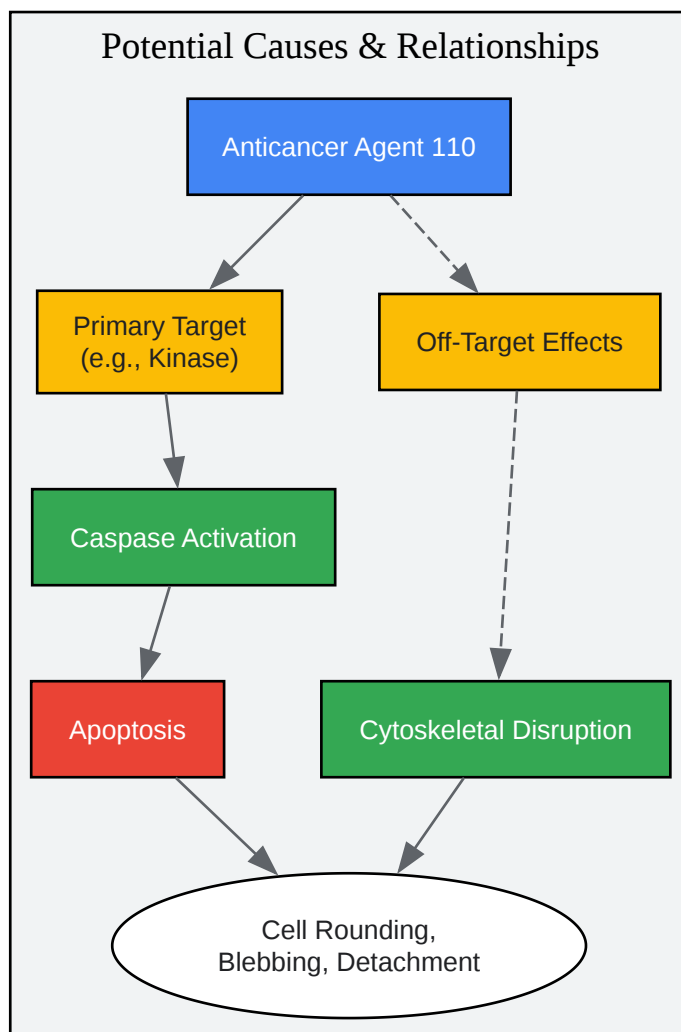 Potential Causes & Relationships
Anticancer Agent 110
Primary Target
(e.g., Kinase)
Off-Target Effects
Caspase Activation
Apoptosis
Cytoskeletal Disruption
Cell Rounding,
Blebbing, Detachment